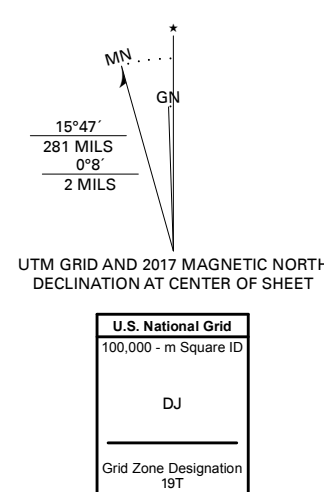 ★
MN
GN
15°47´
281 MILS
0°8´
2 MILS
UTM GRID AND 2017 MAGNETIC NORTH
DECLINATION AT CENTER OF SHEET
U.S. National Grid
100,000 - m Square ID
DJ
Grid Zone Designation
19T